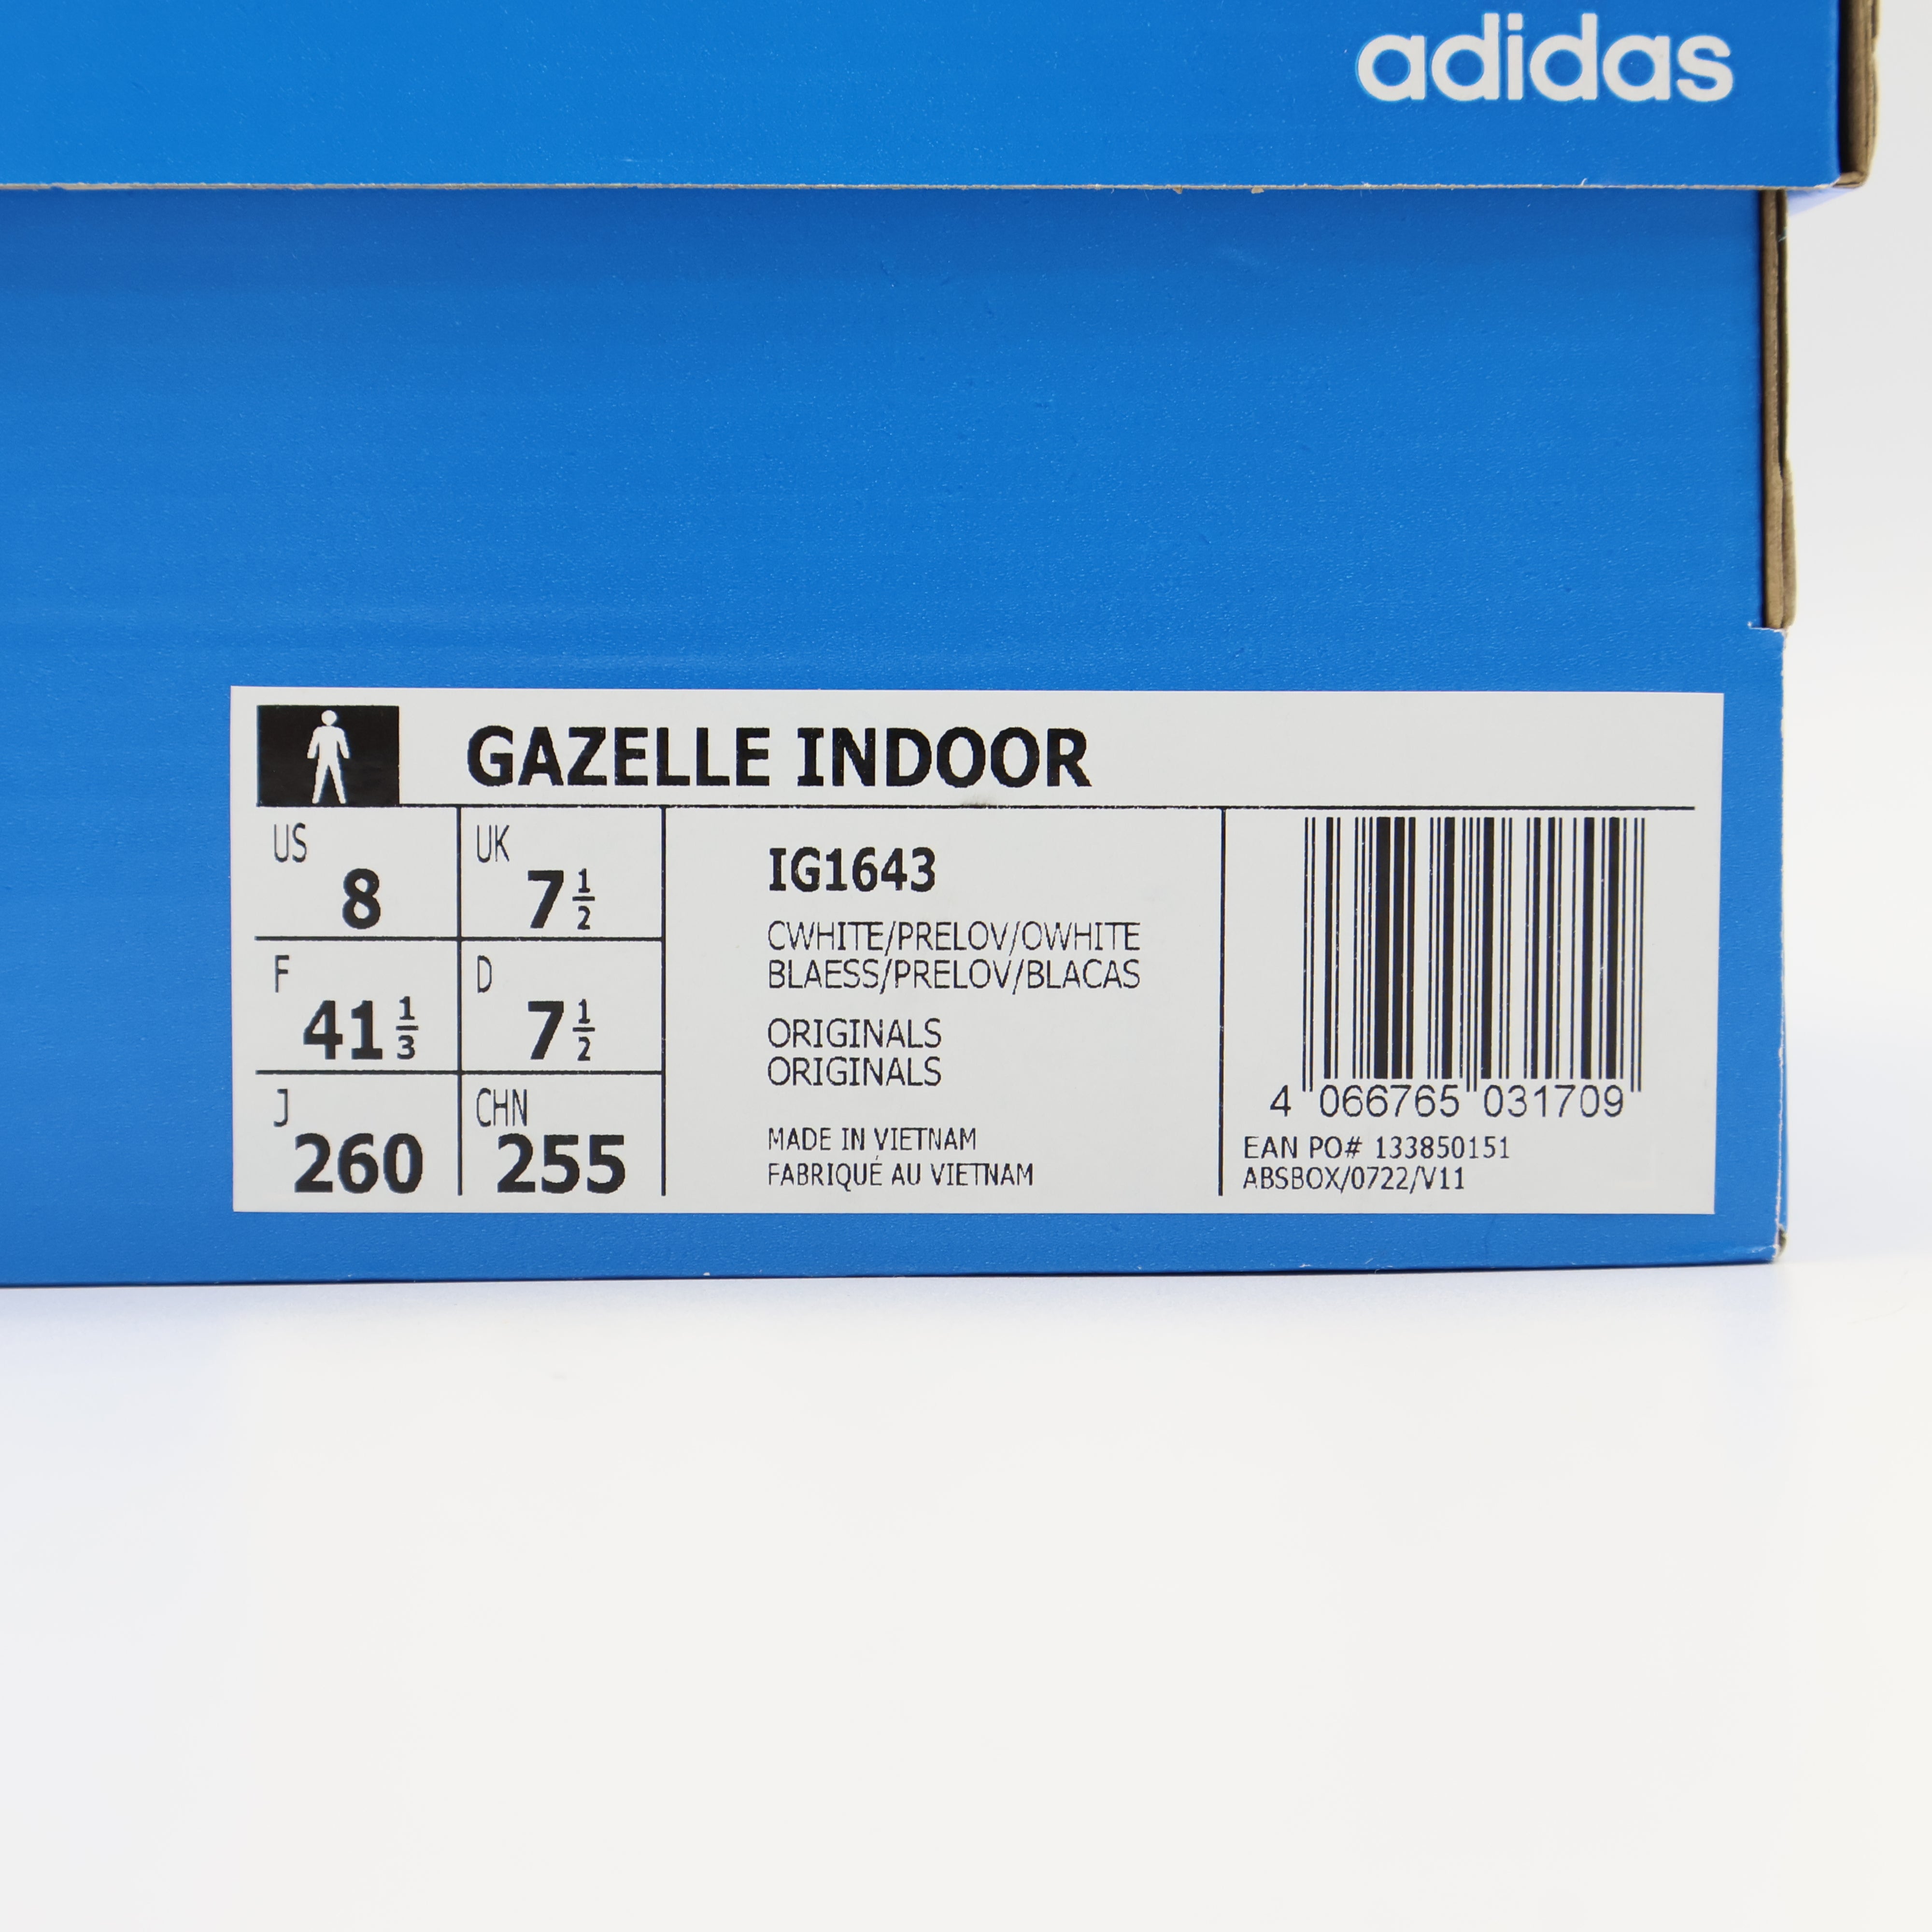 adidas
GAZELLE INDOOR
US
8
UK
7 1/2
F
41 1/3
D
7 1/2
J
260
CHN
255
IG1643
CWHITE/PRELOV/OWHITE
BLAESS/PRELOV/BLACAS
ORIGINALS
ORIGINALS
MADE IN VIETNAM
FABRIQUÉ AU VIETNAM
4 066765 031709
EAN PO# 133850151
ABSBOX/0722/V11